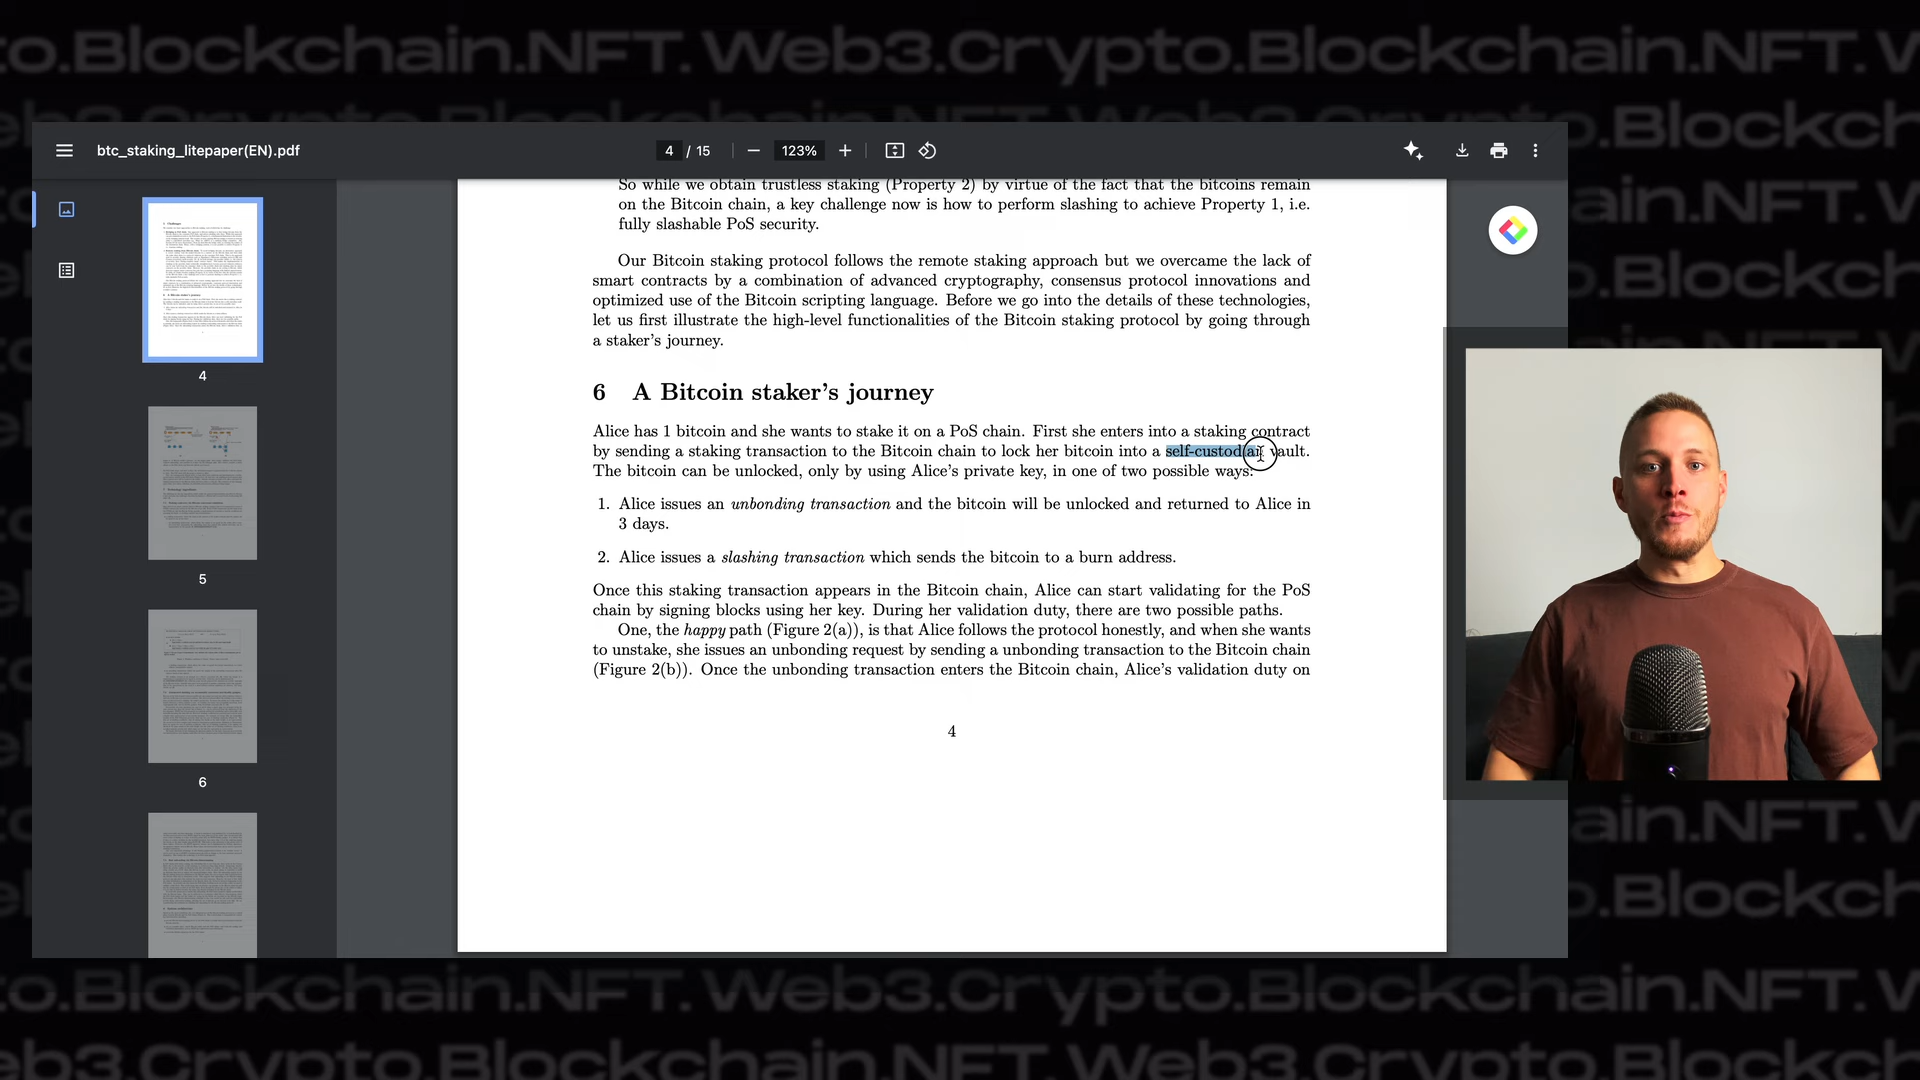 to.Blockchain.NFT.Web3.Crypto.Blockchain.NFT.W
btc_staking_litepaper(EN).pdf
4 / 15
123%
4
5
6
So while we obtain trustless staking (Property 2) by virtue of the fact that the bitcoins remain
on the Bitcoin chain, a key challenge now is how to perform slashing to achieve Property 1, i.e.
fully slashable PoS security.
Our Bitcoin staking protocol follows the remote staking approach but we overcame the lack of
smart contracts by a combination of advanced cryptography, consensus protocol innovations and
optimized use of the Bitcoin scripting language. Before we go into the details of these technologies,
let us first illustrate the high-level functionalities of the Bitcoin staking protocol by going through
a staker's journey.
6 A Bitcoin staker's journey
Alice has 1 bitcoin and she wants to stake it on a PoS chain. First she enters into a staking contract
by sending a staking transaction to the Bitcoin chain to lock her bitcoin into a self-custodian vault.
The bitcoin can be unlocked, only by using Alice's private key, in one of two possible ways:
1. Alice issues an unbonding transaction and the bitcoin will be unlocked and returned to Alice in
3 days.
2. Alice issues a slashing transaction which sends the bitcoin to a burn address.
Once this staking transaction appears in the Bitcoin chain, Alice can start validating for the PoS
chain by signing blocks using her key. During her validation duty, there are two possible paths.
One, the happy path (Figure 2(a)), is that Alice follows the protocol honestly, and when she wants
to unstake, she issues an unbonding request by sending a unbonding transaction to the Bitcoin chain
(Figure 2(b)). Once the unbonding transaction enters the Bitcoin chain, Alice's validation duty on
4
to.Blockchain.NFT.Web3.Crypto.Blockchain.NFT.W
eb3.Crypto.Blockchain.NFT.Web3.Crypto.Blockch